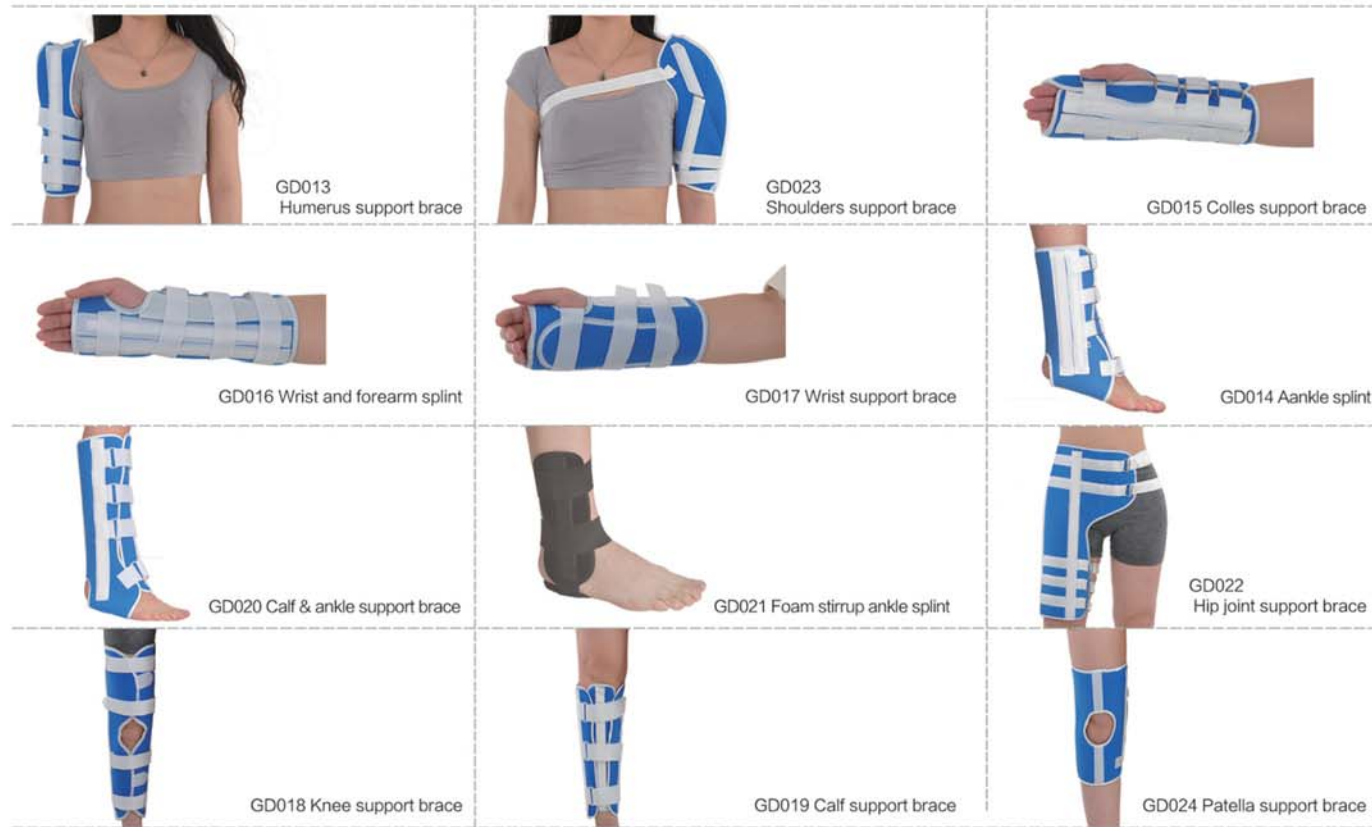 GD013
Humerus support brace
GD023
Shoulders support brace
GD015 Colles support brace
GD016 Wrist and forearm splint
GD017 Wrist support brace
GD014 Aankle splint
GD020 Calf & ankle support brace
GD021 Foam stirrup ankle splint
GD022
Hip joint support brace
GD018 Knee support brace
GD019 Calf support brace
GD024 Patella support brace